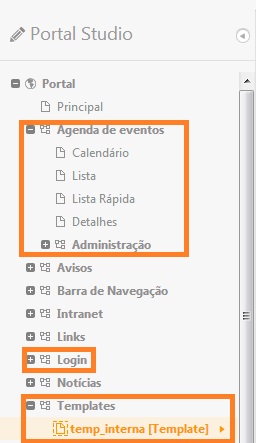 Portal Studio
Portal
Principal
Agenda de eventos
Calendário
Lista
Lista Rápida
Detalhes
Administração
Avisos
Barra de Navegação
Intranet
Links
Login
Notícias
Templates
temp_interna [Template]